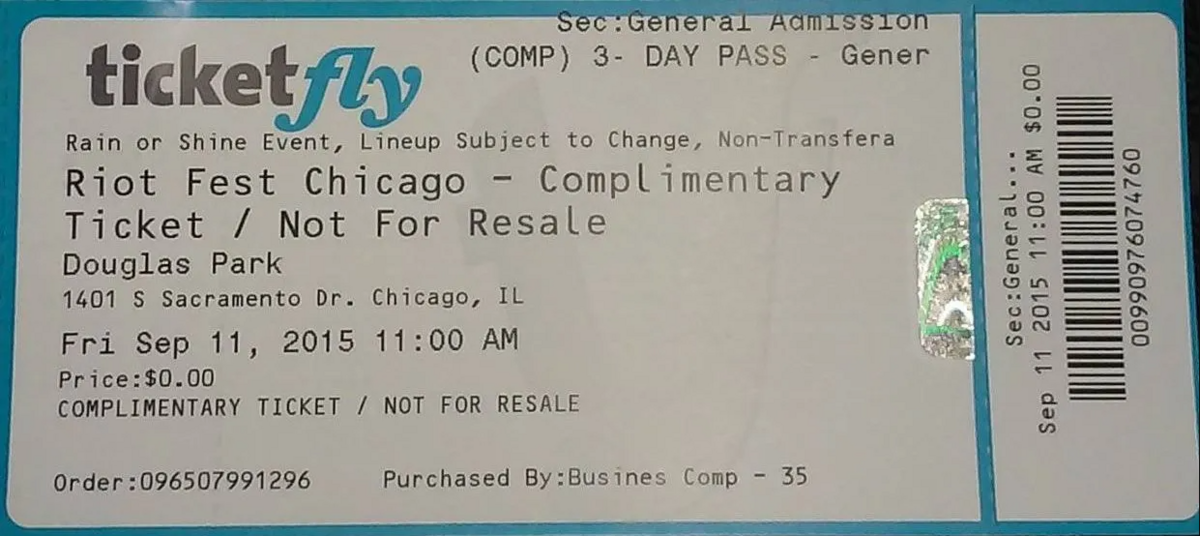 Sec:General Admission
(COMP) 3- DAY PASS - Gener
ticketfly
Rain or Shine Event, Lineup Subject to Change, Non-Transfera
Riot Fest Chicago - Complimentary
Ticket / Not For Resale
Douglas Park
1401 S Sacramento Dr. Chicago, IL
Fri Sep 11, 2015 11:00 AM
Price:$0.00
COMPLIMENTARY TICKET / NOT FOR RESALE
Order:096507991296 Purchased By:Busines Comp - 35
Sec:General...
Sep 11 2015 11:00 AM $0.00
00990976074760